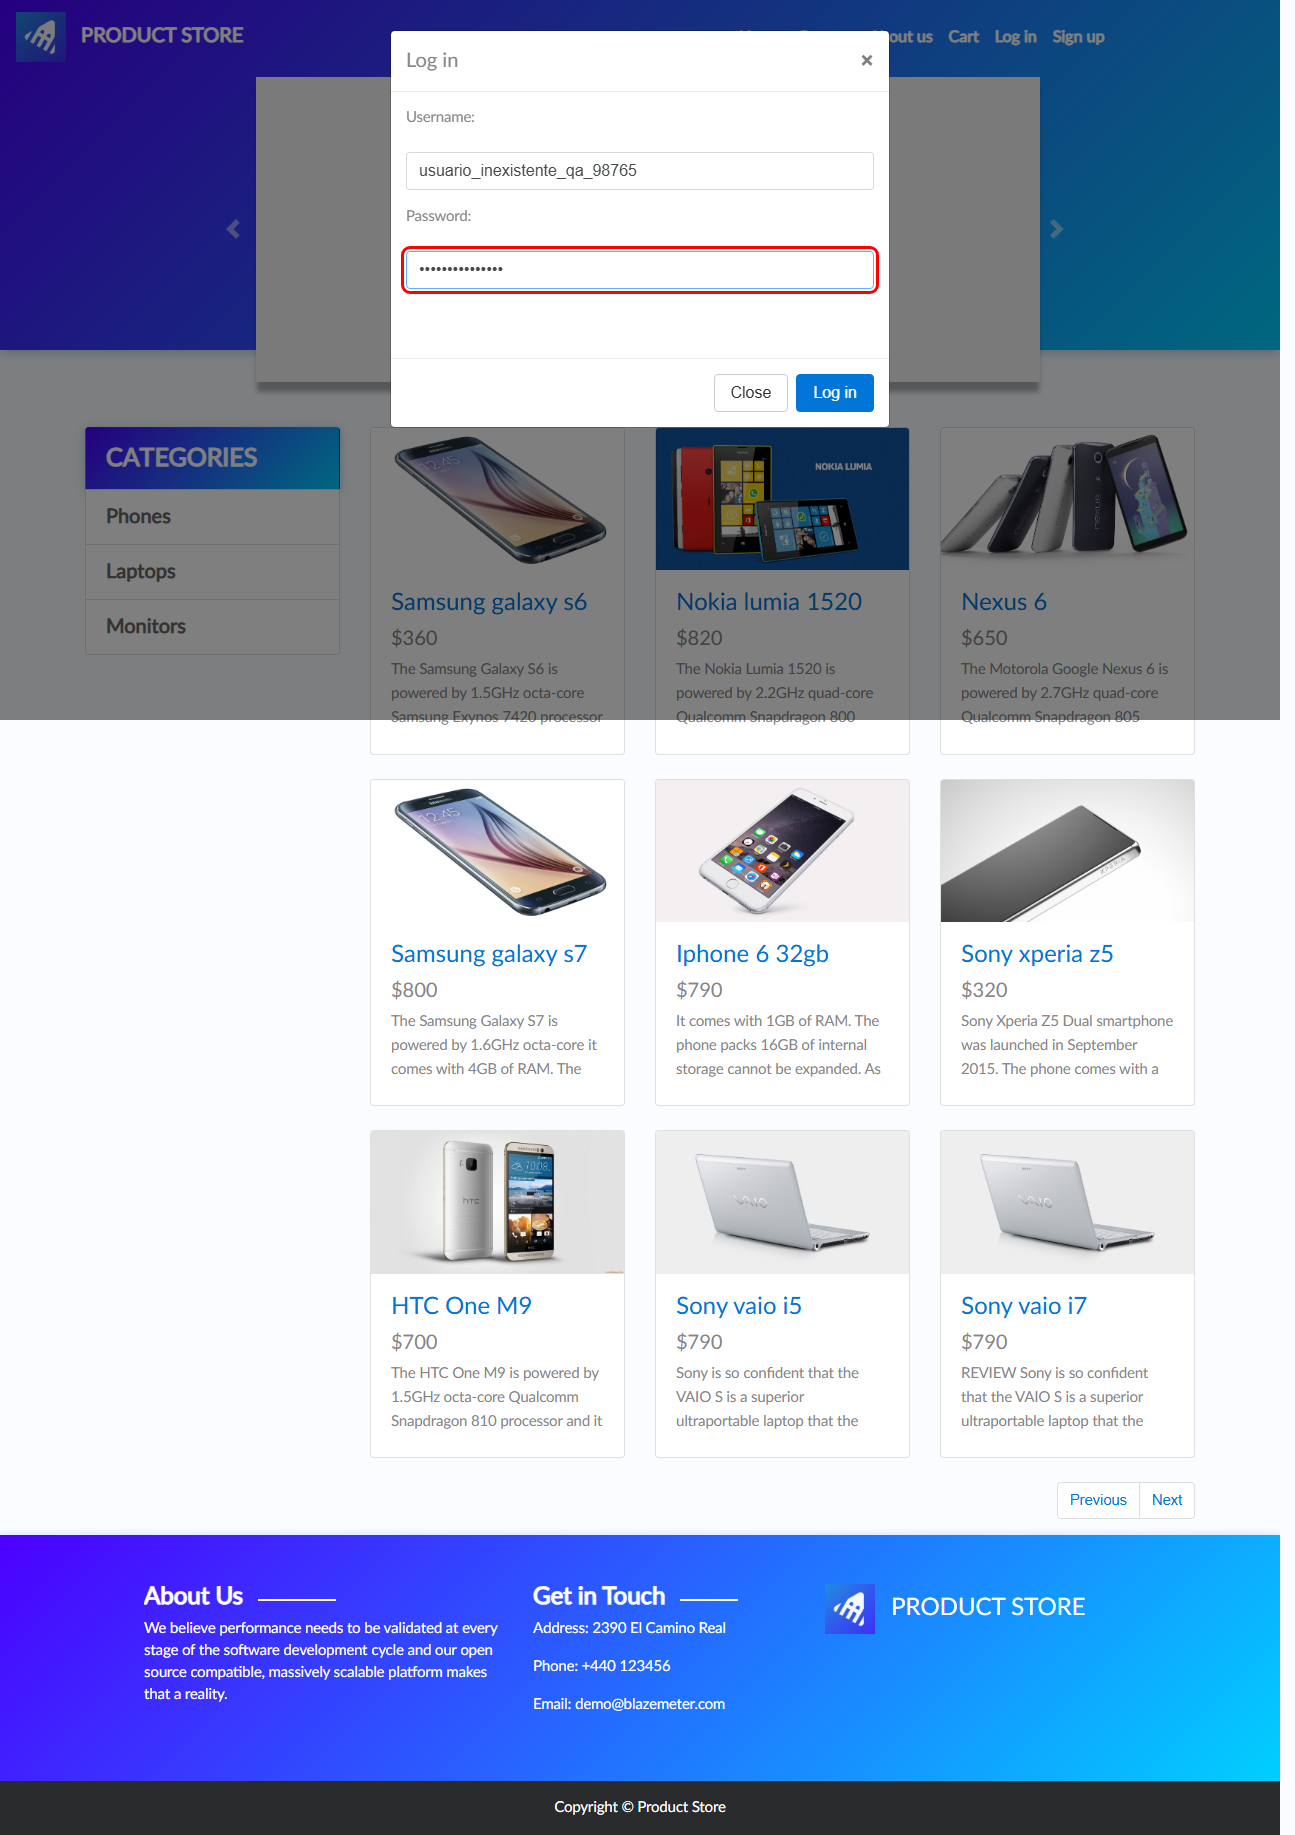 PRODUCT STORE
out us Cart Log in Sign up
Log in ×
Username:
usuario_inexistente_qa_98765
Password:
•••••••••••••••
Close Log in
CATEGORIES
Phones
Laptops
Monitors
12:45
Samsung galaxy s6
$360
The Samsung Galaxy S6 is
powered by 1.5GHz octa-core
Samsung Exynos 7420 processor
NOKIA LUMIA
Nokia lumia 1520
$820
The Nokia Lumia 1520 is
powered by 2.2GHz quad-core
Qualcomm Snapdragon 800
nexus
Nexus 6
$650
The Motorola Google Nexus 6 is
powered by 2.7GHz quad-core
Qualcomm Snapdragon 805
12:45
Samsung galaxy s7
$800
The Samsung Galaxy S7 is
powered by 1.6GHz octa-core it
comes with 4GB of RAM. The
Iphone 6 32gb
$790
It comes with 1GB of RAM. The
phone packs 16GB of internal
storage cannot be expanded. As
XPERIA
Sony xperia z5
$320
Sony Xperia Z5 Dual smartphone
was launched in September
2015. The phone comes with a
hTC
10:08
HTC One M9
$700
The HTC One M9 is powered by
1.5GHz octa-core Qualcomm
Snapdragon 810 processor and it
VAIO
Sony vaio i5
$790
Sony is so confident that the
VAIO S is a superior
ultraportable laptop that the
VAIO
Sony vaio i7
$790
REVIEW Sony is so confident
that the VAIO S is a superior
ultraportable laptop that the
Previous Next
About Us
We believe performance needs to be validated at every
stage of the software development cycle and our open
source compatible, massively scalable platform makes
that a reality.
Get in Touch
Address: 2390 El Camino Real
Phone: +440 123456
Email: demo@blazemeter.com
PRODUCT STORE
Copyright © Product Store